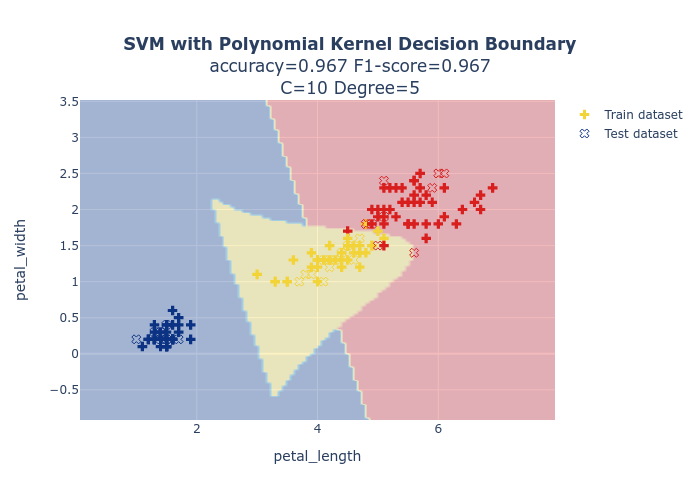 SVM with Polynomial Kernel Decision Boundary
accuracy=0.967 F1-score=0.967
C=10 Degree=5
Train dataset
Test dataset
3.5
3
2.5
2
1.5
1
0.5
0
−0.5
petal_width
2
4
6
petal_length